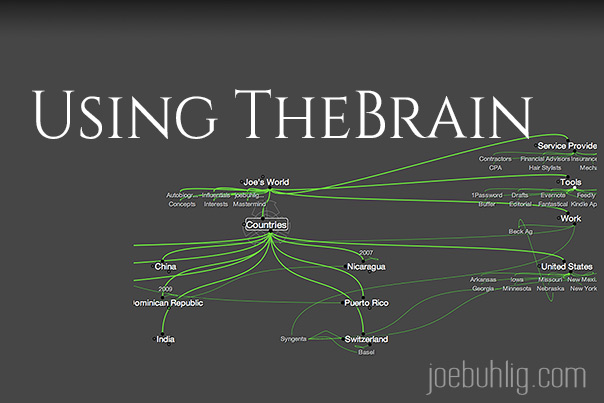 USING THEBRAIN
Service Provide
Contractors Financial Advisors Insurance
CPA Hair Stylists Mech
Joe's World
Tools
Autobiogr Influentials joebuhlig...
Concepts Interests Mastermind
1Password Drafts Evernote Feedly
Buffer Editorial Fantastical Kindle Ap
Countries
Work
Beck Ag
2007
China
Nicaragua
United States
Arkansas Iowa Missouri New Mexi
Georgia Minnesota Nebraska New York
2009
Dominican Republic
Puerto Rico
India
Syngenta
Switzerland
Basel
joebuhlig.com